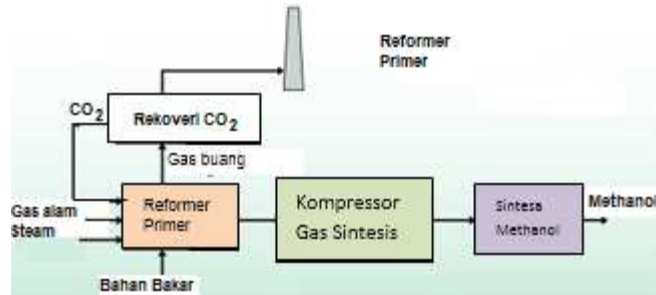 Reformer
Primer
CO2
Rekoveri CO2
Gas buang
Gas alam
Steam
Reformer
Primer
Kompressor
Gas Sintesis
Sintesa
Methanol
Methanol
Bahan Bakar